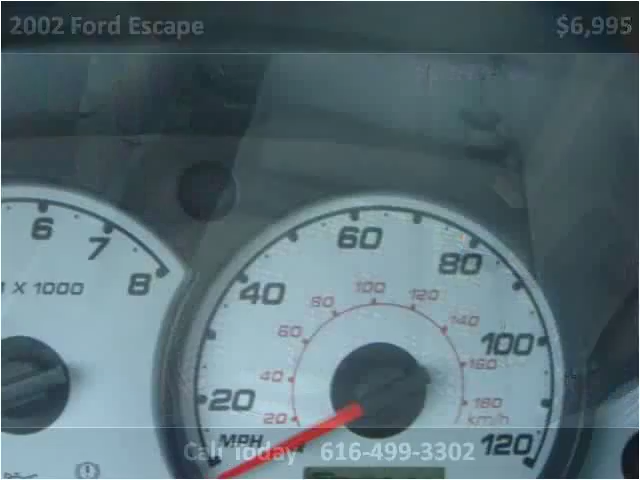 2002 Ford Escape $6,995
6 7 8
X 1000
20 40 60 80 100 120
20 40 60 80 100 120 140 160 180
km/h
MPH
Call Today 616-499-3302